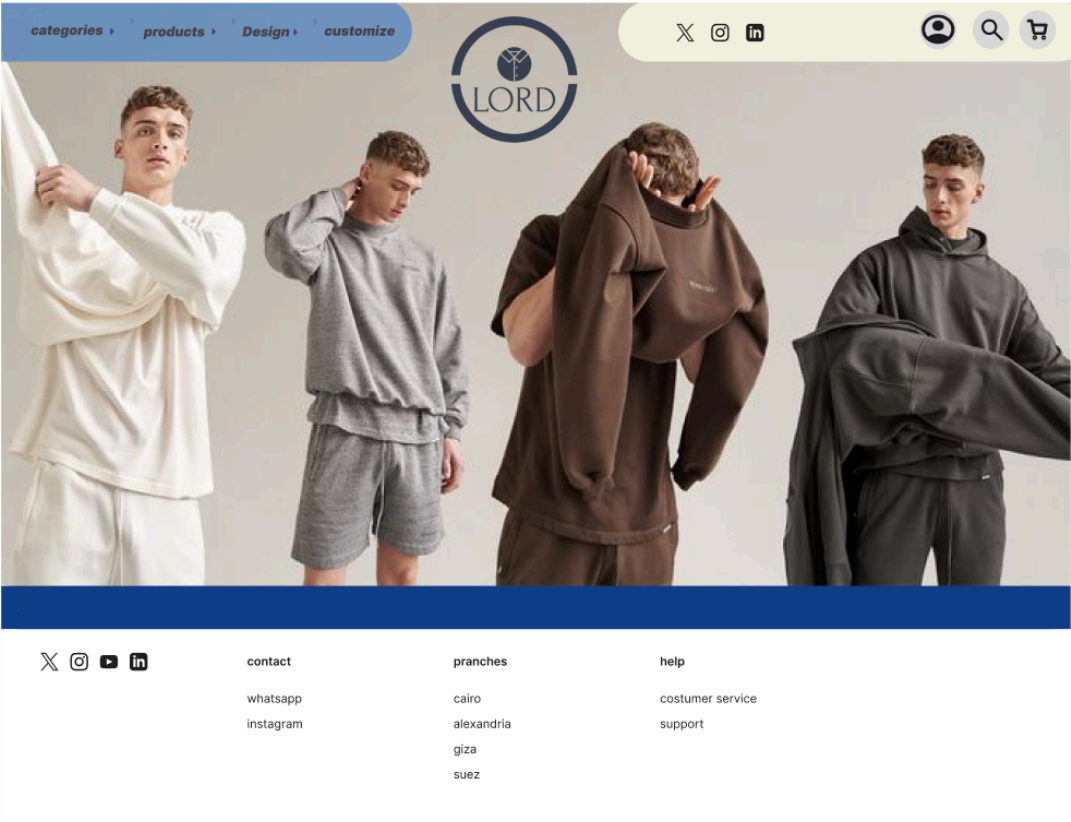 categories products Design customize
LORD
contact pranches help
whatsapp cairo costumer service
instagram alexandria support
giza
suez